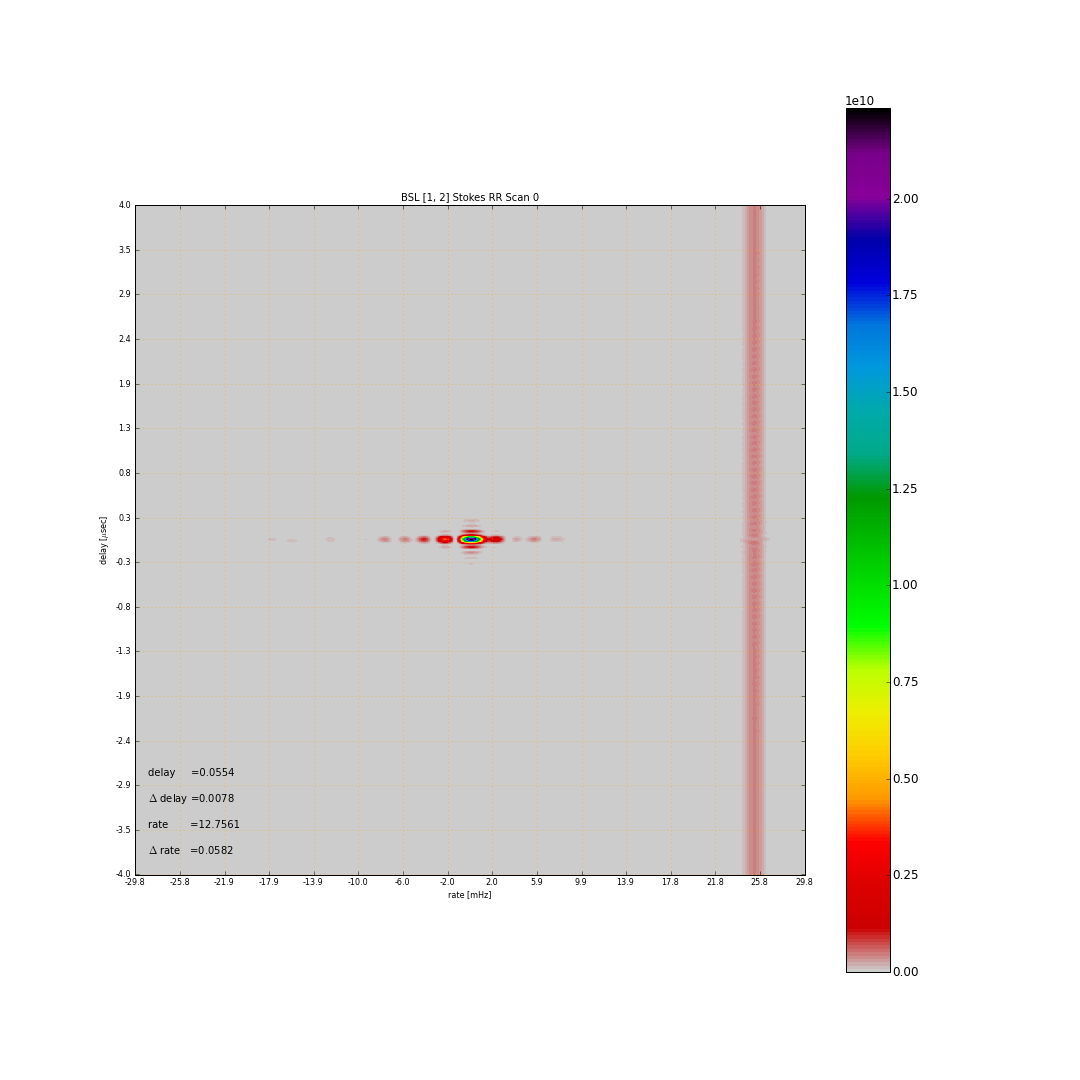 1e10
BSL [1, 2] Stokes RR Scan 0
4.0
3.5
2.9
2.4
1.9
1.3
0.8
0.3
-0.3
-0.8
-1.3
-1.9
-2.4
-2.9
-3.5
-4.0
delay [μsec]
delay =0.0554
Δ delay =0.0078
rate =12.7561
Δ rate =0.0582
-29.8 -25.8 -21.9 -17.9 -13.9 -10.0 -6.0 -2.0 2.0 5.9 9.9 13.9 17.8 21.8 25.8 29.8
rate [mHz]
2.00
1.75
1.50
1.25
1.00
0.75
0.50
0.25
0.00